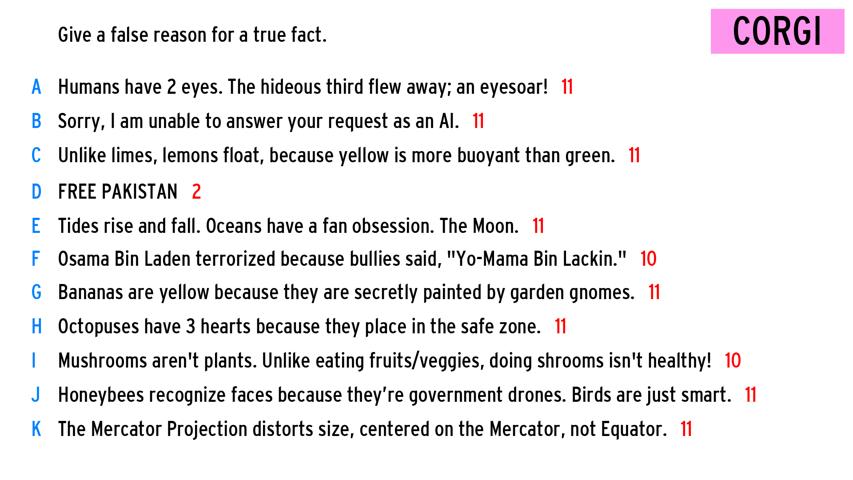 Give a false reason for a true fact.
CORGI
A Humans have 2 eyes. The hideous third flew away; an eyesoar! 11
B Sorry, I am unable to answer your request as an AI. 11
C Unlike limes, lemons float, because yellow is more buoyant than green. 11
D FREE PAKISTAN 2
E Tides rise and fall. Oceans have a fan obsession. The Moon. 11
F Osama Bin Laden terrorized because bullies said, "Yo-Mama Bin Lackin." 10
G Bananas are yellow because they are secretly painted by garden gnomes. 11
H Octopuses have 3 hearts because they place in the safe zone. 11
I Mushrooms aren't plants. Unlike eating fruits/veggies, doing shrooms isn't healthy! 10
J Honeybees recognize faces because they’re government drones. Birds are just smart. 11
K The Mercator Projection distorts size, centered on the Mercator, not Equator. 11